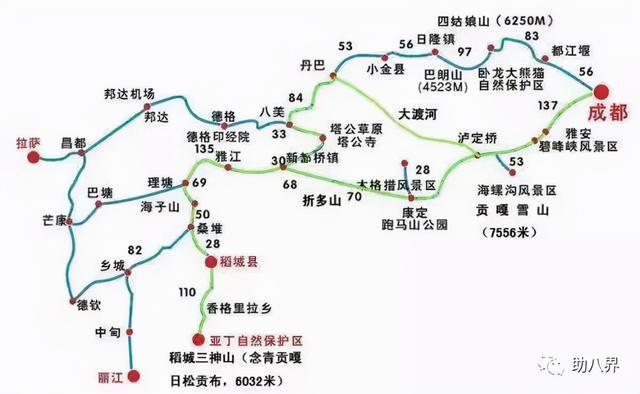 四姑娘山（6250M）
日隆镇
83
53
56
97
都江堰
丹巴
小金县
巴朗山
(4523M)
卧龙大熊猫
自然保护区
56
成都
邦达机场
84
大渡河
137
邦达
德格
八美
塔公草原
塔公寺
泸定桥
雅安
碧峰峡风景区
拉萨
昌都
德格印经院
33
135
雅江
30
新都桥镇
28
53
巴塘
理塘
69
68
木格措风景区
海螺沟风景区
海子山
折多山
70
康定
贡嘎雪山
芒康
50
跑马山公园
(7556米)
桑堆
82
28
乡城
稻城县
德钦
110
香格里拉乡
中甸
亚丁自然保护区
稻城三神山（念青贡嘎
丽江
日松贡布，6032米）
助八界